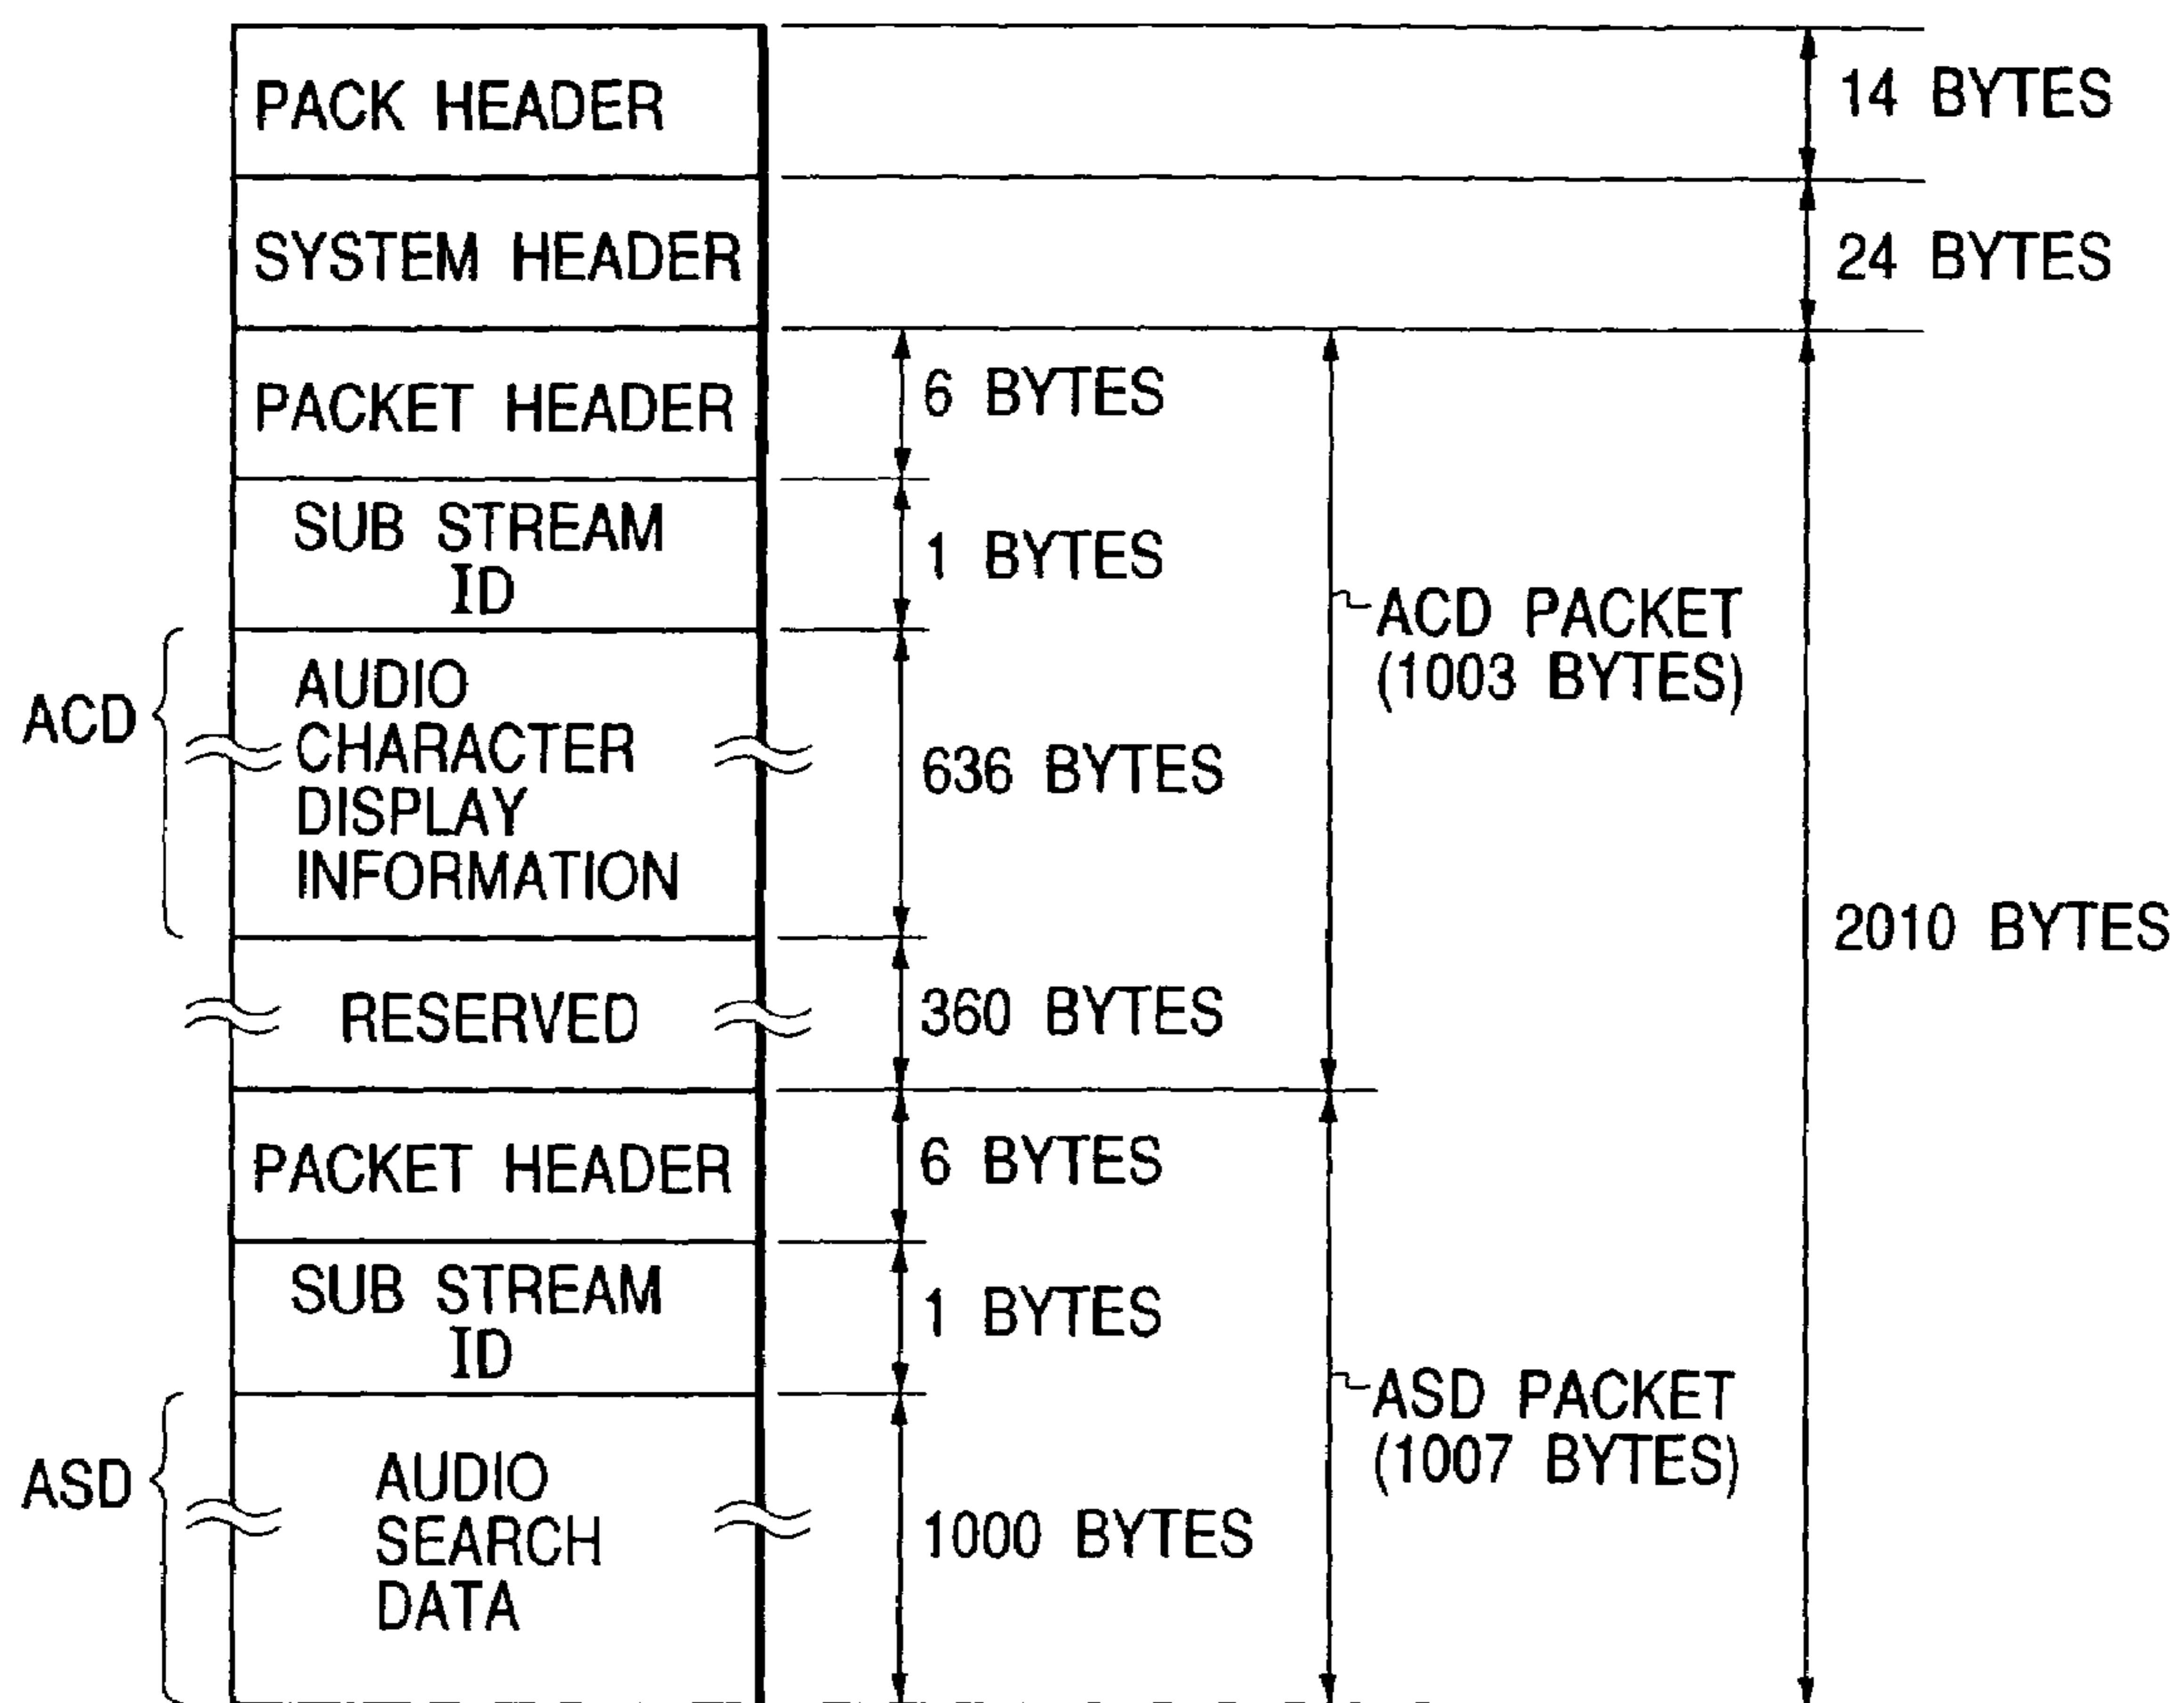 PACK HEADER
14 BYTES
SYSTEM HEADER
24 BYTES
PACKET HEADER
6 BYTES
SUB STREAM
ID
1 BYTES
ACD
AUDIO
CHARACTER
DISPLAY
INFORMATION
636 BYTES
ACD PACKET
(1003 BYTES)
2010 BYTES
RESERVED
360 BYTES
PACKET HEADER
6 BYTES
SUB STREAM
ID
1 BYTES
ASD
AUDIO
SEARCH
DATA
1000 BYTES
ASD PACKET
(1007 BYTES)